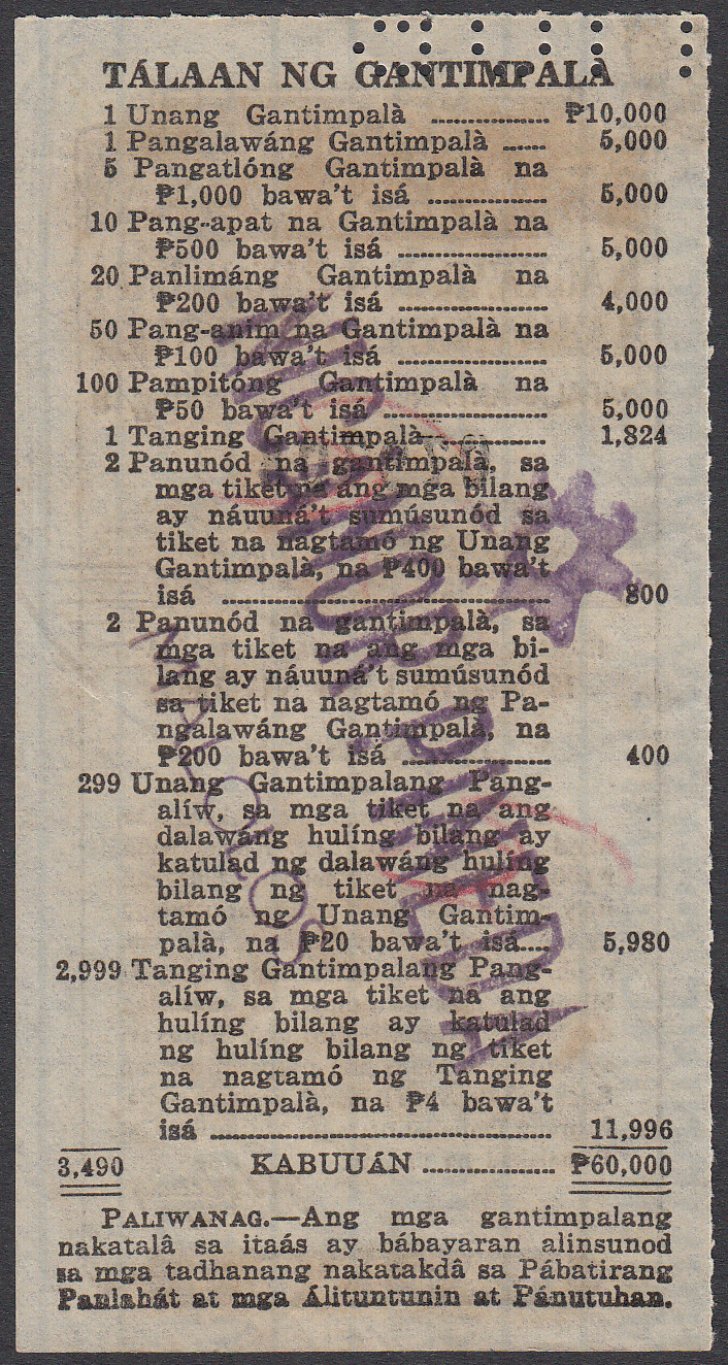 TÁLAAN NG GANTIMPALÀ
1 Unang Gantimpalà ................. ₱10,000
1 Pangalawáng Gantimpalà ...... 5,000
5 Pangatlóng Gantimpalà na
₱1,000 bawa't isá .................. 5,000
10 Pang-apat na Gantimpalà na
₱500 bawa't isá ...................... 5,000
20 Panlimáng Gantimpalà na
₱200 bawa't isá ...................... 4,000
50 Pang-anim na Gantimpalà na
₱100 bawa't isá ...................... 5,000
100 Pampitóng Gantimpalà na
₱50 bawa't isá ........................ 5,000
1 Tanging Gantimpalà ................ 1,824
2 Panunód na gantimpalà, sa
mga tiket na ang mga bilang
ay náuuná't sumúsunód sa
tiket na nagtamó ng Unang
Gantimpalà, na ₱400 bawa't
isá ................................................ 800
2 Panunód na gantimpalà, sa
mga tiket na ang mga bi-
lang ay náuuná't sumúsunód
sa tiket na nagtamó ng Pa-
ngalawáng Gantimpalà, na
₱200 bawa't isá ...................... 400
299 Unang Gantimpalang Pang-
alíw, sa mga tiket na ang
dalawáng hulíng bilang ay
katulad ng dalawáng hulíng
bilang ng tiket na nag-
tamó ng Unang Gantim-
palà, na ₱20 bawa't isá.... 5,980
2,999 Tanging Gantimpalang Pang-
alíw, sa mga tiket na ang
hulíng bilang ay katulad
ng hulíng bilang ng tiket
na nagtamó ng Tanging
Gantimpalà, na ₱4 bawa't
isá ................................................ 11,996
3,490 KABUUÁN ................... ₱60,000
PALIWANAG.—Ang mga gantimpalang
nakatalâ sa itaás ay bábayaran alinsunod
sa mga tadhanang nakatakdâ sa Pábatirang
Panlahát at mga Álituntunin at Pánutuhan.